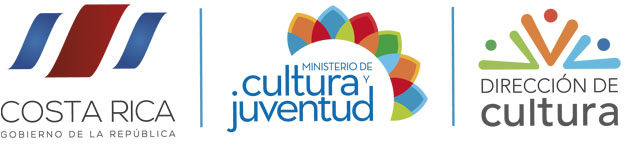 COSTA RICA
GOBIERNO DE LA REPÚBLICA
MINISTERIO DE
cultura Y
juventud
DIRECCIÓN DE
cultura